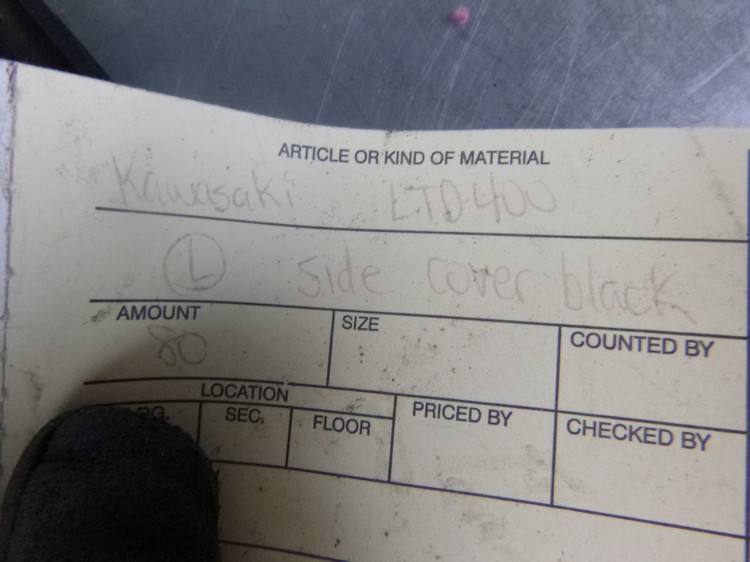 ARTICLE OR KIND OF MATERIAL
Kawasaki LTD400
L side cover black
AMOUNT SIZE COUNTED BY
80
LOCATION
SEC. FLOOR PRICED BY CHECKED BY